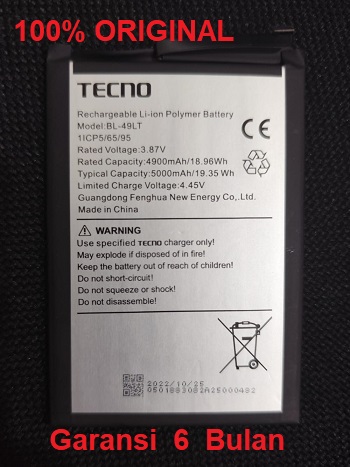 100% ORIGINAL
TECNO
Rechargeable Li-ion Polymer Battery
Model:BL-49LT
1ICP5/65/95
Rated Voltage:3.87V
Rated Capacity:4900mAh/18.96Wh
Typical Capacity:5000mAh/19.35 Wh
Limited Charge Voltage:4.45V
Guangdong Fenghua New Energy Co,.Ltd.
Made in China
CE
WARNING
Use specified TECNO charger only!
May explode if disposed of in fire!
Keep the battery out of reach of children!
Do not short-circuit!
Do not squeeze or shock!
Do not disassemble!
2022/10/25
0501883082A25000482
Garansi 6 Bulan